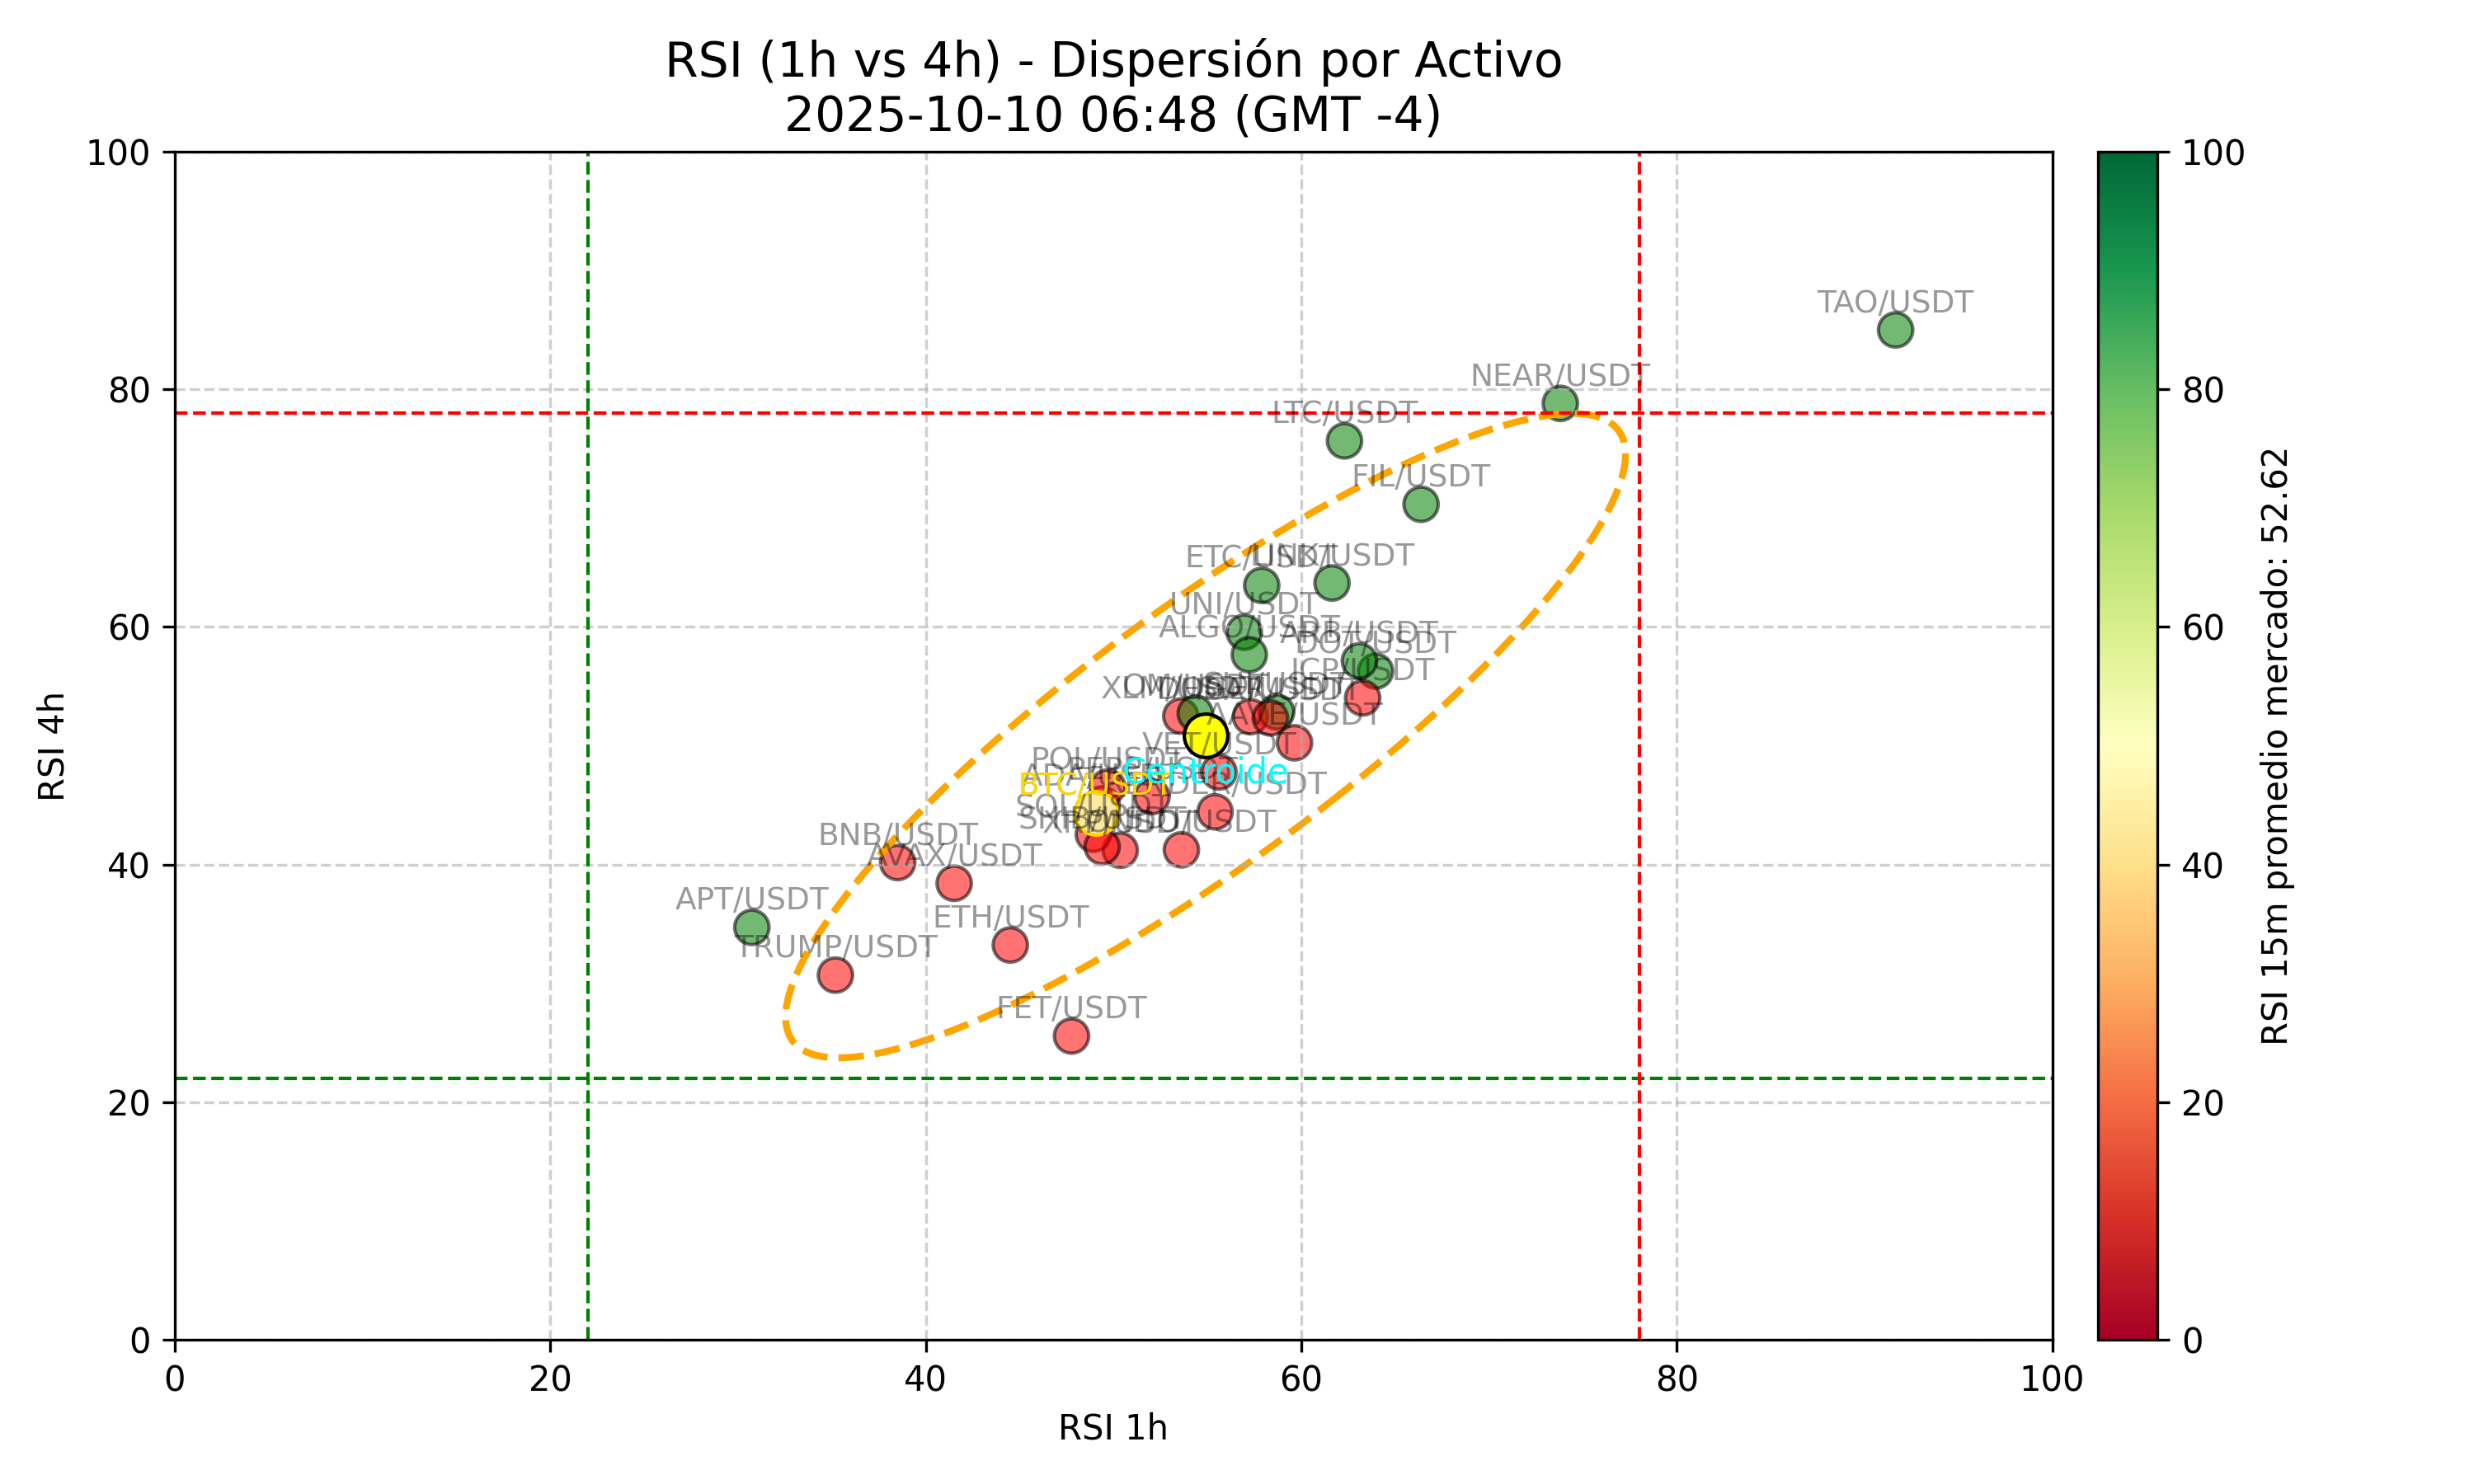 RSI (1h vs 4h) - Dispersión por Activo
2025-10-10 06:48 (GMT -4)
100
80
60
40
20
0
RSI 4h
0
20
40
60
80
100
RSI 1h
TAO/USDT
NEAR/USDT
LTC/USDT
FIL/USDT
ETC/USDT
LINK/USDT
UNI/USDT
ALGO/USDT
ARB/USDT
DOT/USDT
ICP/USDT
AAVE/USDT
VET/USDT
Centroide
BTC/USDT
BNB/USDT
AVAX/USDT
APT/USDT
ETH/USDT
TRUMP/USDT
FET/USDT
100
80
60
40
20
0
RSI 15m promedio mercado: 52.62